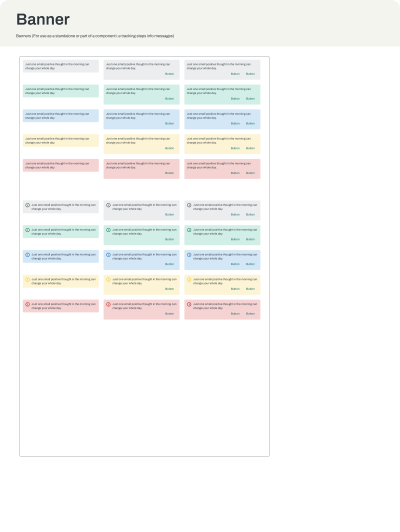 Banner
Banners (For use as a standalone or part of a component i.e tracking steps info messages)
Just one small positive thought in the morning can Just one small positive thought in the morning can Just one small positive thought in the morning can
change your whole day. change your whole day. change your whole day.
Button Button Button
Just one small positive thought in the morning can Just one small positive thought in the morning can Just one small positive thought in the morning can
change your whole day. change your whole day. change your whole day.
Button Button Button
Just one small positive thought in the morning can Just one small positive thought in the morning can Just one small positive thought in the morning can
change your whole day. change your whole day. change your whole day.
Button Button Button
Just one small positive thought in the morning can Just one small positive thought in the morning can Just one small positive thought in the morning can
change your whole day. change your whole day. change your whole day.
Button Button Button
Just one small positive thought in the morning can Just one small positive thought in the morning can Just one small positive thought in the morning can
change your whole day. change your whole day. change your whole day.
Button Button Button
Just one small positive thought in the morning can Just one small positive thought in the morning can Just one small positive thought in the morning can
change your whole day. change your whole day. change your whole day.
Button Button Button
Just one small positive thought in the morning can Just one small positive thought in the morning can Just one small positive thought in the morning can
change your whole day. change your whole day. change your whole day.
Button Button Button
Just one small positive thought in the morning can Just one small positive thought in the morning can Just one small positive thought in the morning can
change your whole day. change your whole day. change your whole day.
Button Button Button
Just one small positive thought in the morning can Just one small positive thought in the morning can Just one small positive thought in the morning can
change your whole day. change your whole day. change your whole day.
Button Button Button
Just one small positive thought in the morning can Just one small positive thought in the morning can Just one small positive thought in the morning can
change your whole day. change your whole day. change your whole day.
Button Button Button